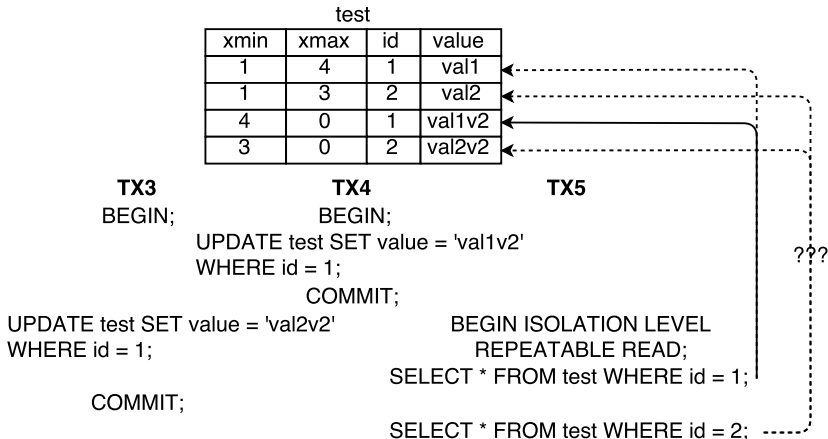 test
xmin xmax id value
1 4 1 val1
1 3 2 val2
4 0 1 val1v2
3 0 2 val2v2
TX3 TX4 TX5
BEGIN; BEGIN;
UPDATE test SET value = 'val1v2'
WHERE id = 1;
???
COMMIT;
UPDATE test SET value = 'val2v2'
WHERE id = 1;
BEGIN ISOLATION LEVEL
REPEATABLE READ;
SELECT * FROM test WHERE id = 1;
COMMIT;
SELECT * FROM test WHERE id = 2;